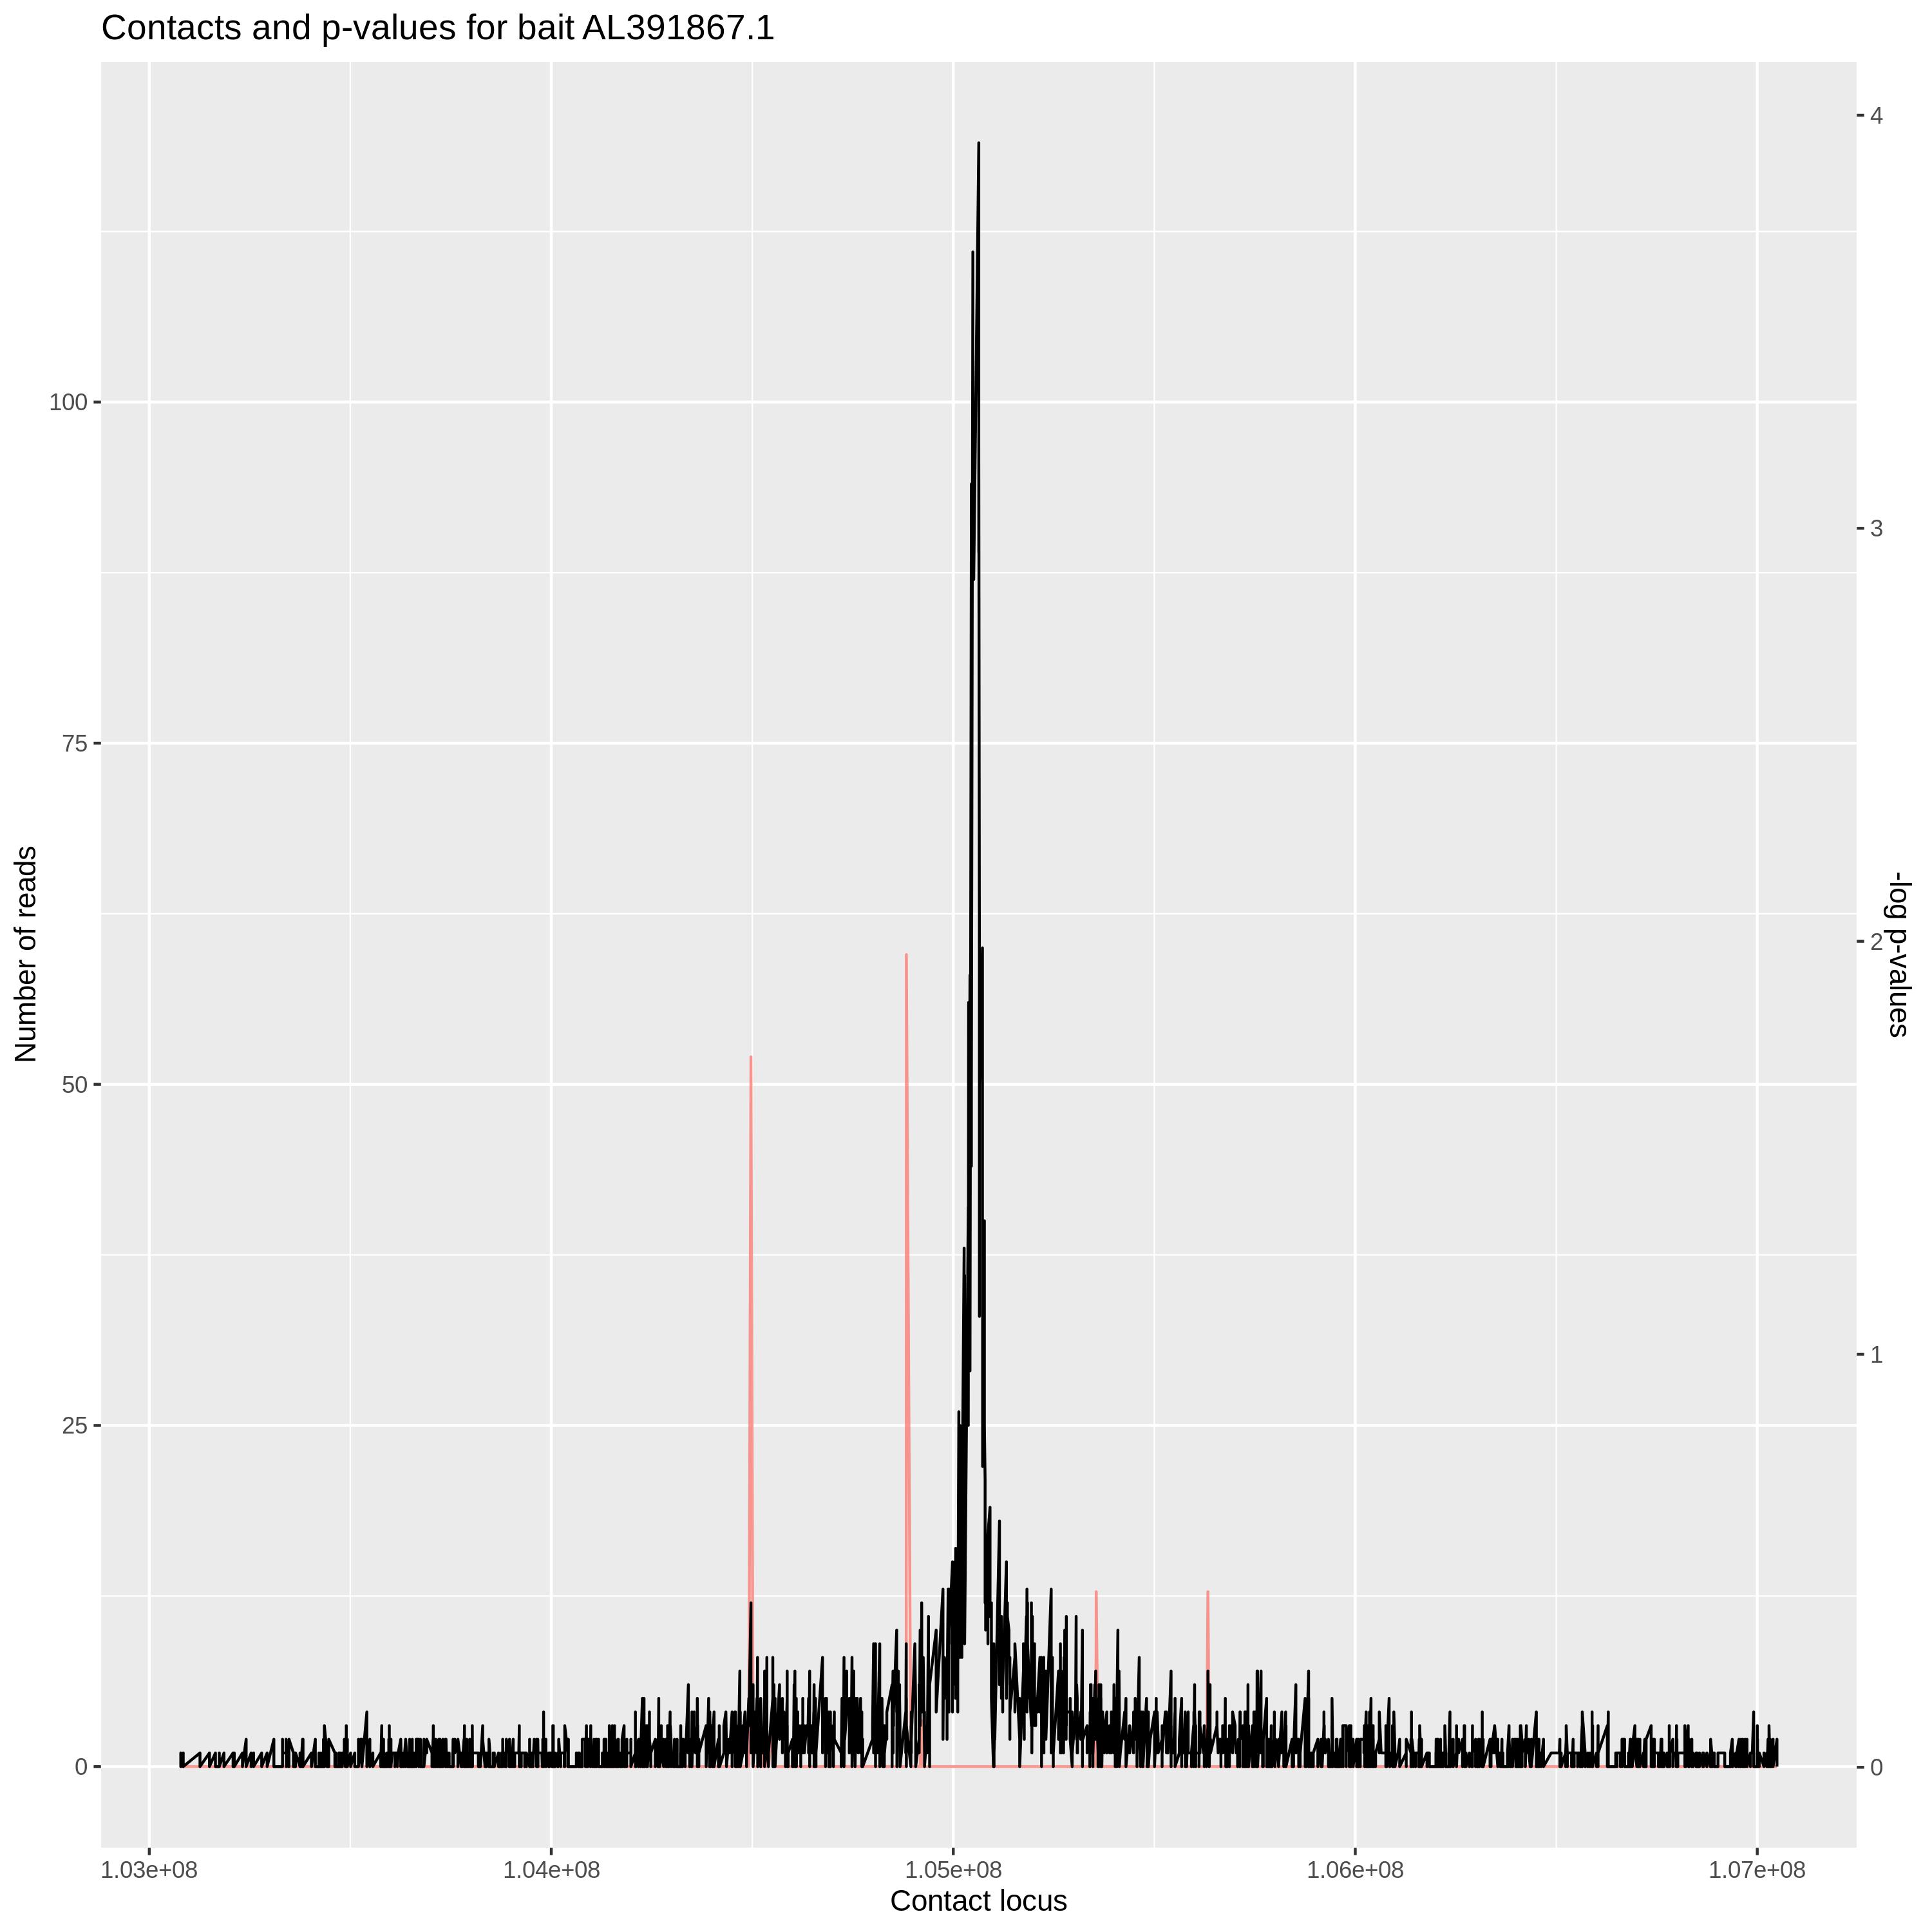 Contacts and p-values for bait AL391867.1
Number of reads
100
75
50
25
0
4
3
2
1
0
-log p-values
1.03e+08 1.04e+08 1.05e+08 1.06e+08 1.07e+08
Contact locus